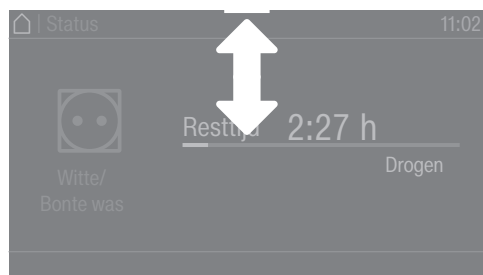 | Status
11:02
Resttijd 2:27 h
Drogen
Witte/
Bonte was